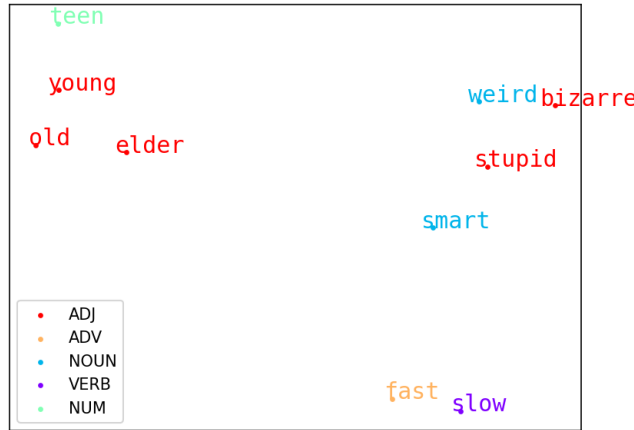 teen
young
weird
bizarre
old
elder
stupid
smart
ADJ
ADV
NOUN
VERB
NUM
fast
slow